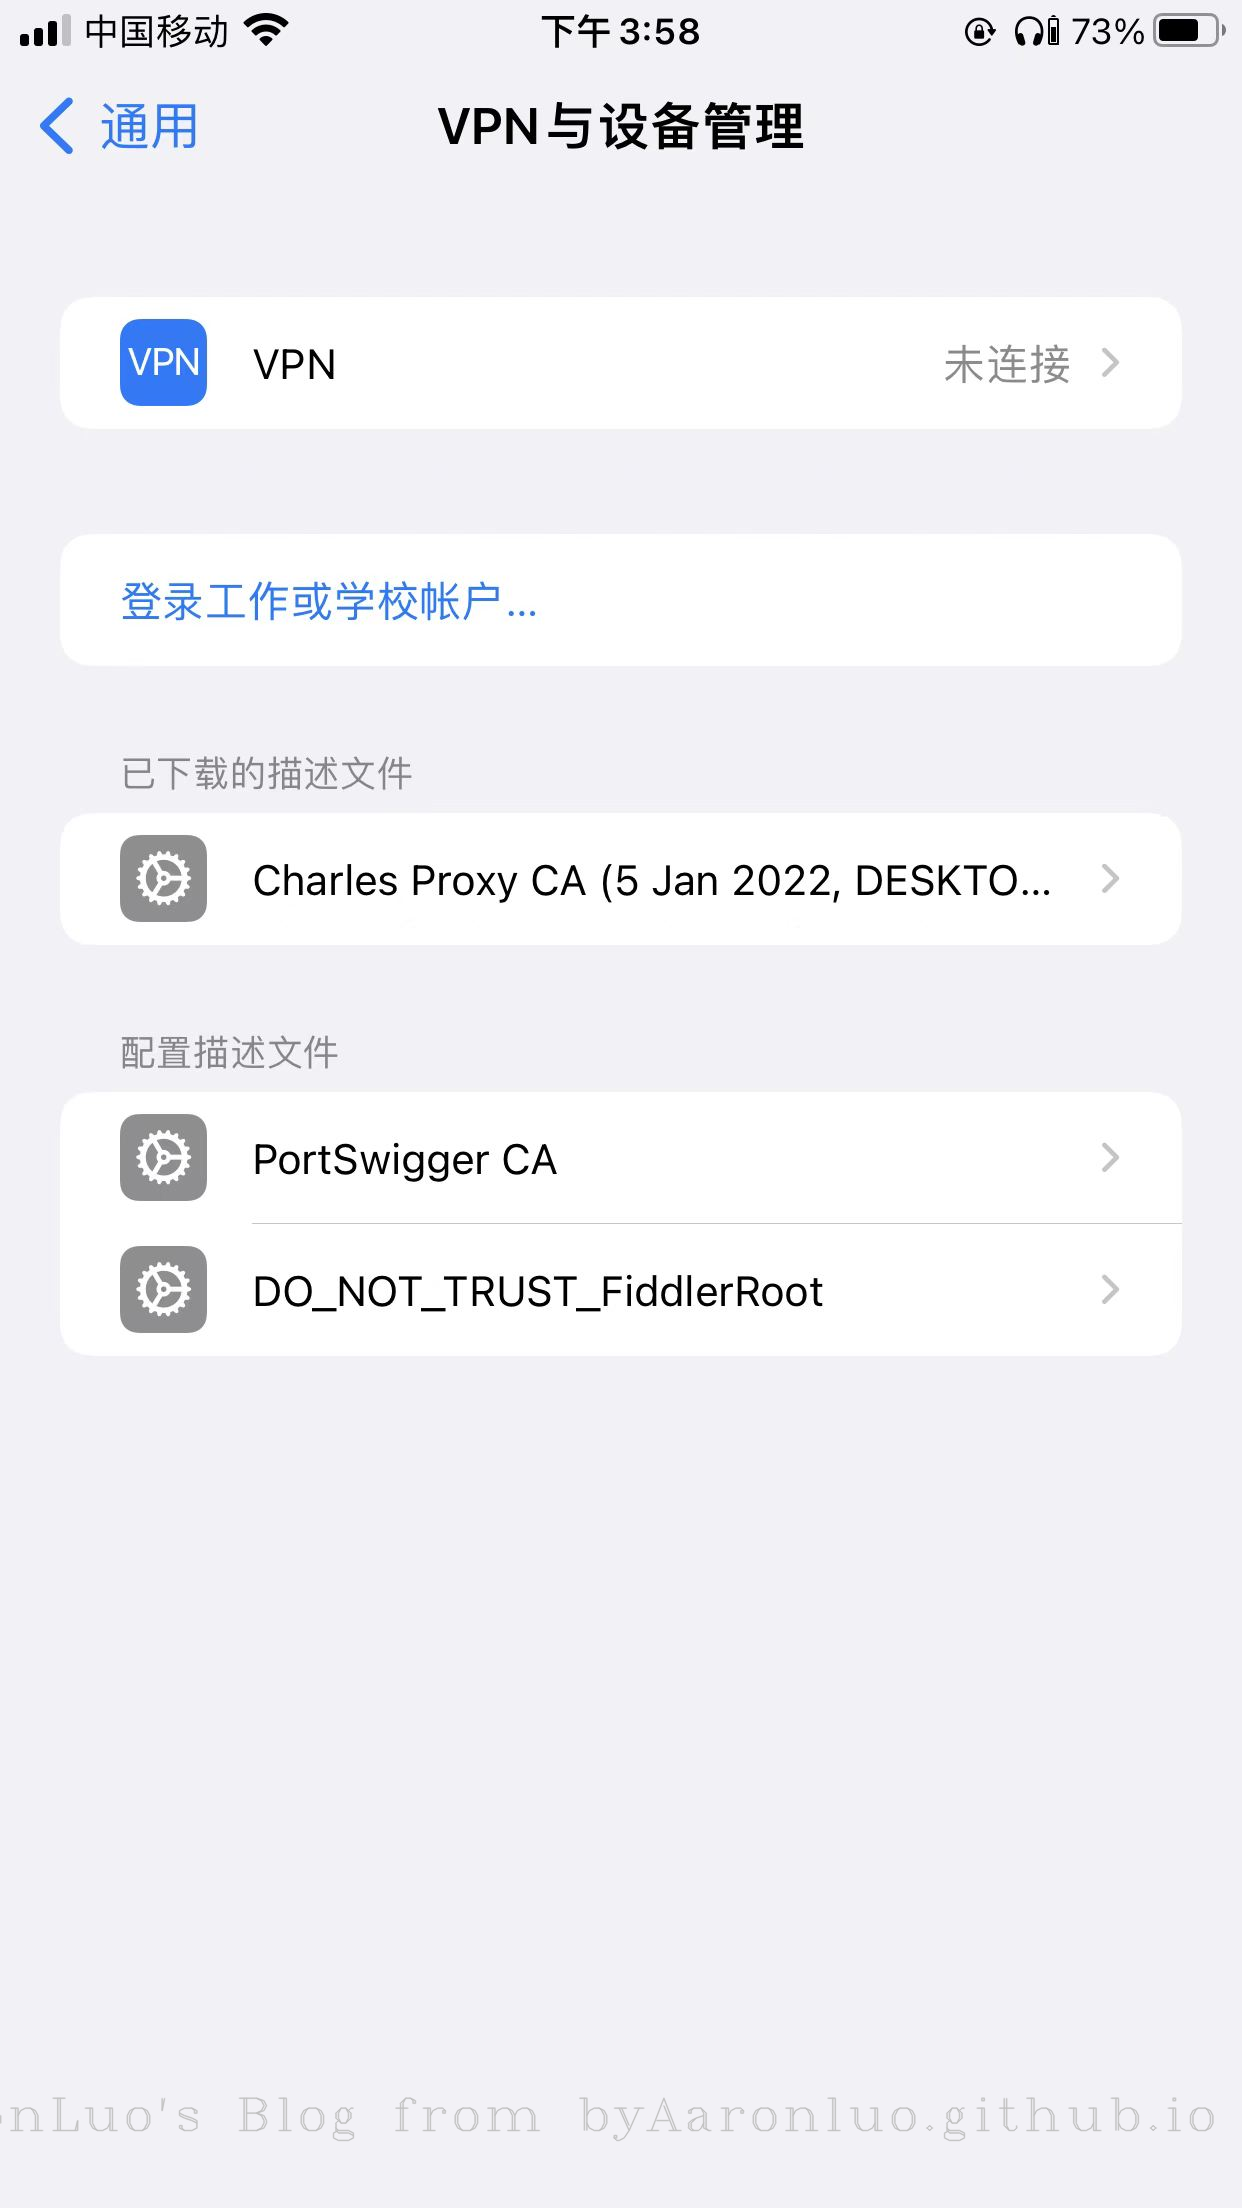 中国移动 下午 3:58 73%
通用 VPN与设备管理
VPN VPN 未连接
登录工作或学校帐户...
已下载的描述文件
Charles Proxy CA (5 Jan 2022, DESKTO...
配置描述文件
PortSwigger CA
DO_NOT_TRUST_FiddlerRoot
onLuo's Blog from byAaronluo.github.io